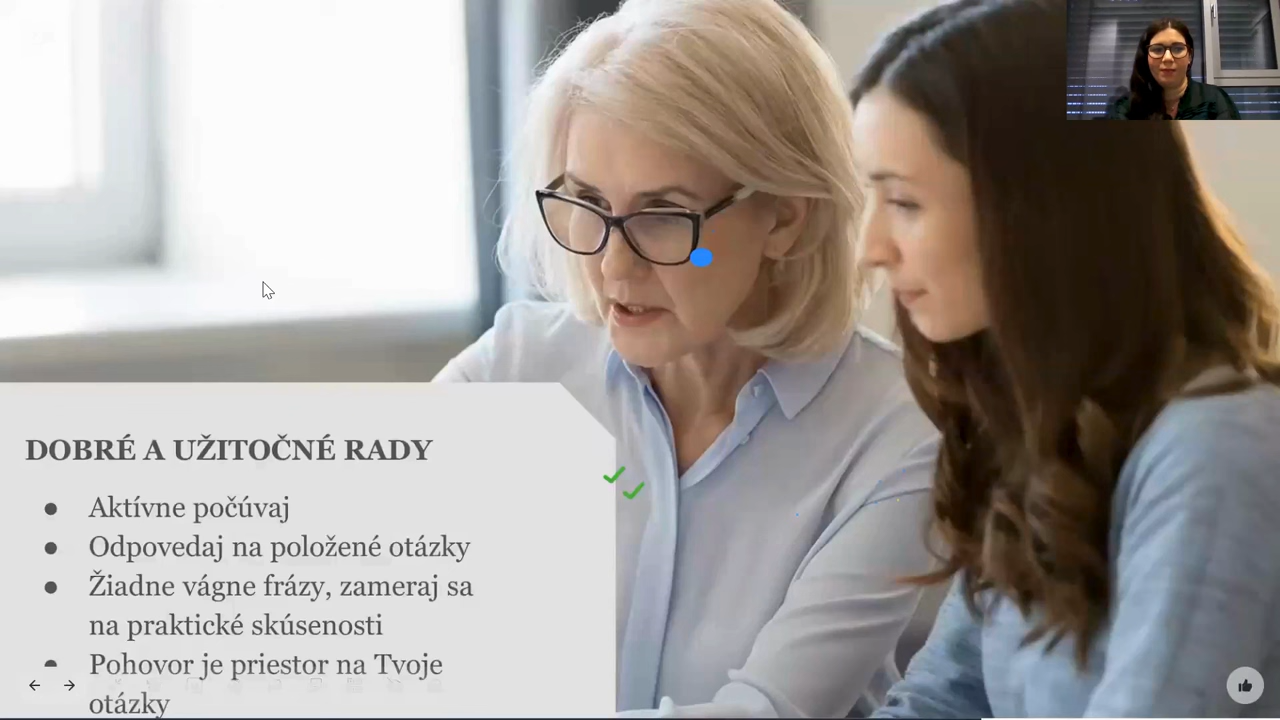 DOBRÉ A UŽITOČNÉ RADY
● Aktívne počúvaj
● Odpovedaj na položené otázky
● Žiadne vágne frázy, zameraj sa
na praktické skúsenosti
● Pohovor je priestor na Tvoje
otázky